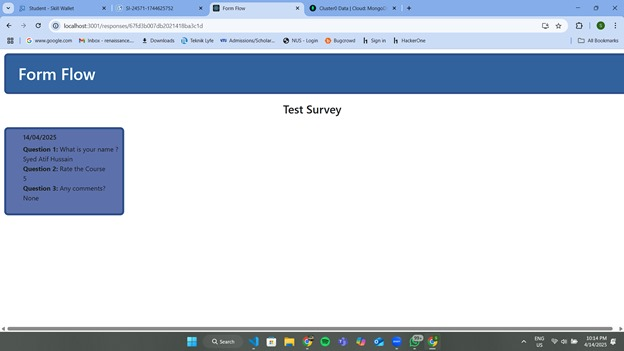 Student - Skill Wallet
SI-24571-1744625752
Form Flow
Cluster0 Data | Cloud: MongoD
localhost:3001/responses/67fd3b007db2021418ba3c1d
www.google.com
Inbox - renaissance...
Downloads
Teknik Lyfe
Admissions/Scholar...
NUS - Login
Bugcrowd
Sign in
HackerOne
All Bookmarks
Form Flow
Test Survey
14/04/2025
Question 1: What is your name ?
Syed Atif Hussain
Question 2: Rate the Course
5
Question 3: Any comments?
None
Search
99+
ENG
US
10:14 PM
4/14/2025